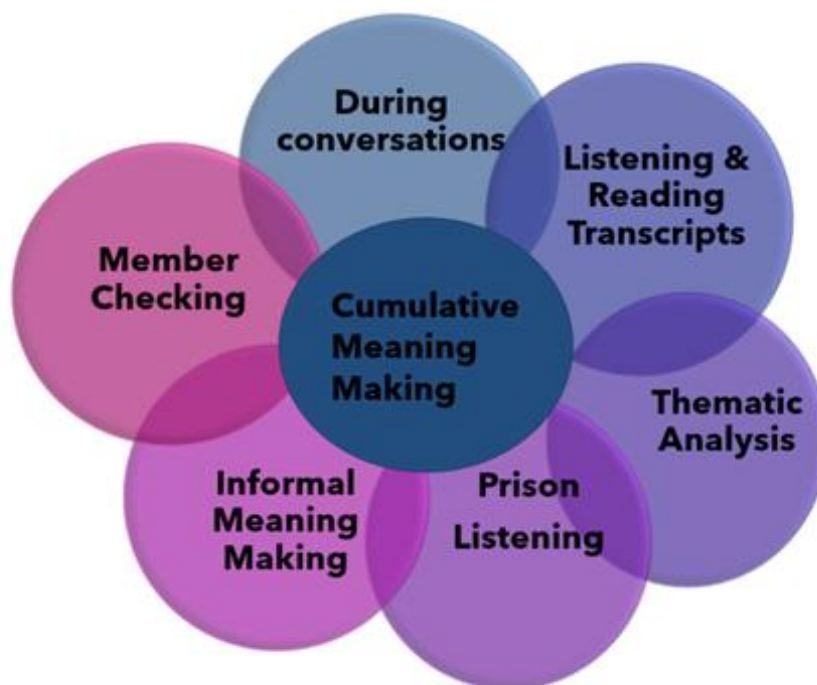 During
conversations
Listening &
Reading
Transcripts
Thematic
Analysis
Prison
Listening
Informal
Meaning
Making
Member
Checking
Cumulative
Meaning
Making